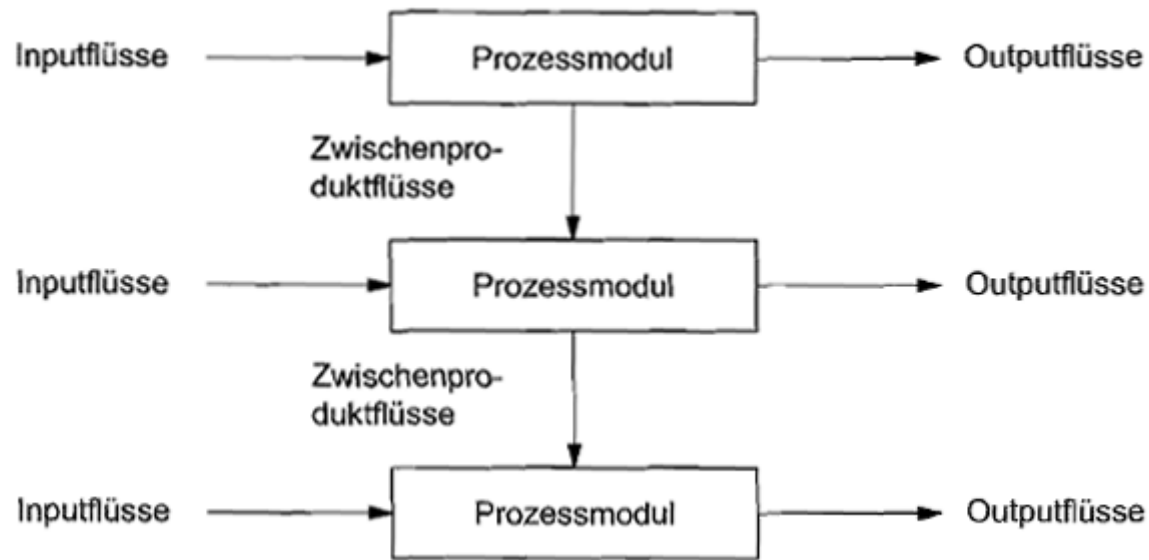 Inputflüsse Prozessmodul Outputflüsse
Zwischenpro-
duktflüsse
Inputflüsse Prozessmodul Outputflüsse
Zwischenpro-
duktflüsse
Inputflüsse Prozessmodul Outputflüsse